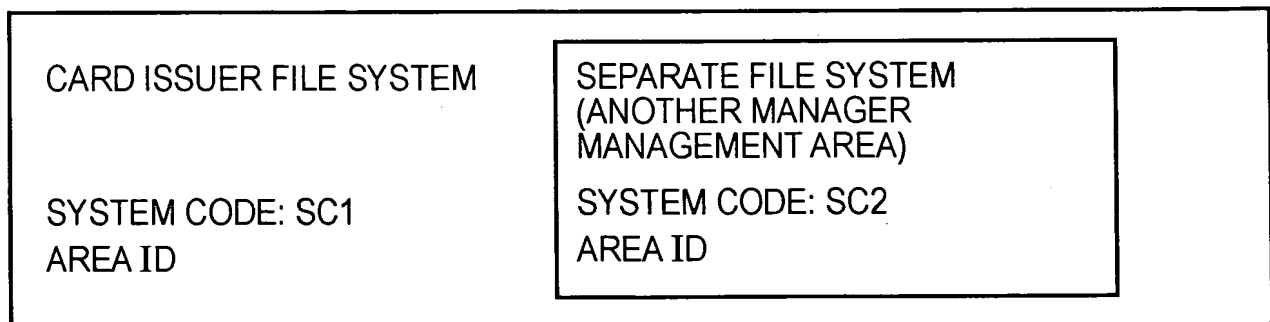 CARD ISSUER FILE SYSTEM
SYSTEM CODE: SC1
AREA ID
SEPARATE FILE SYSTEM
(ANOTHER MANAGER
MANAGEMENT AREA)
SYSTEM CODE: SC2
AREA ID